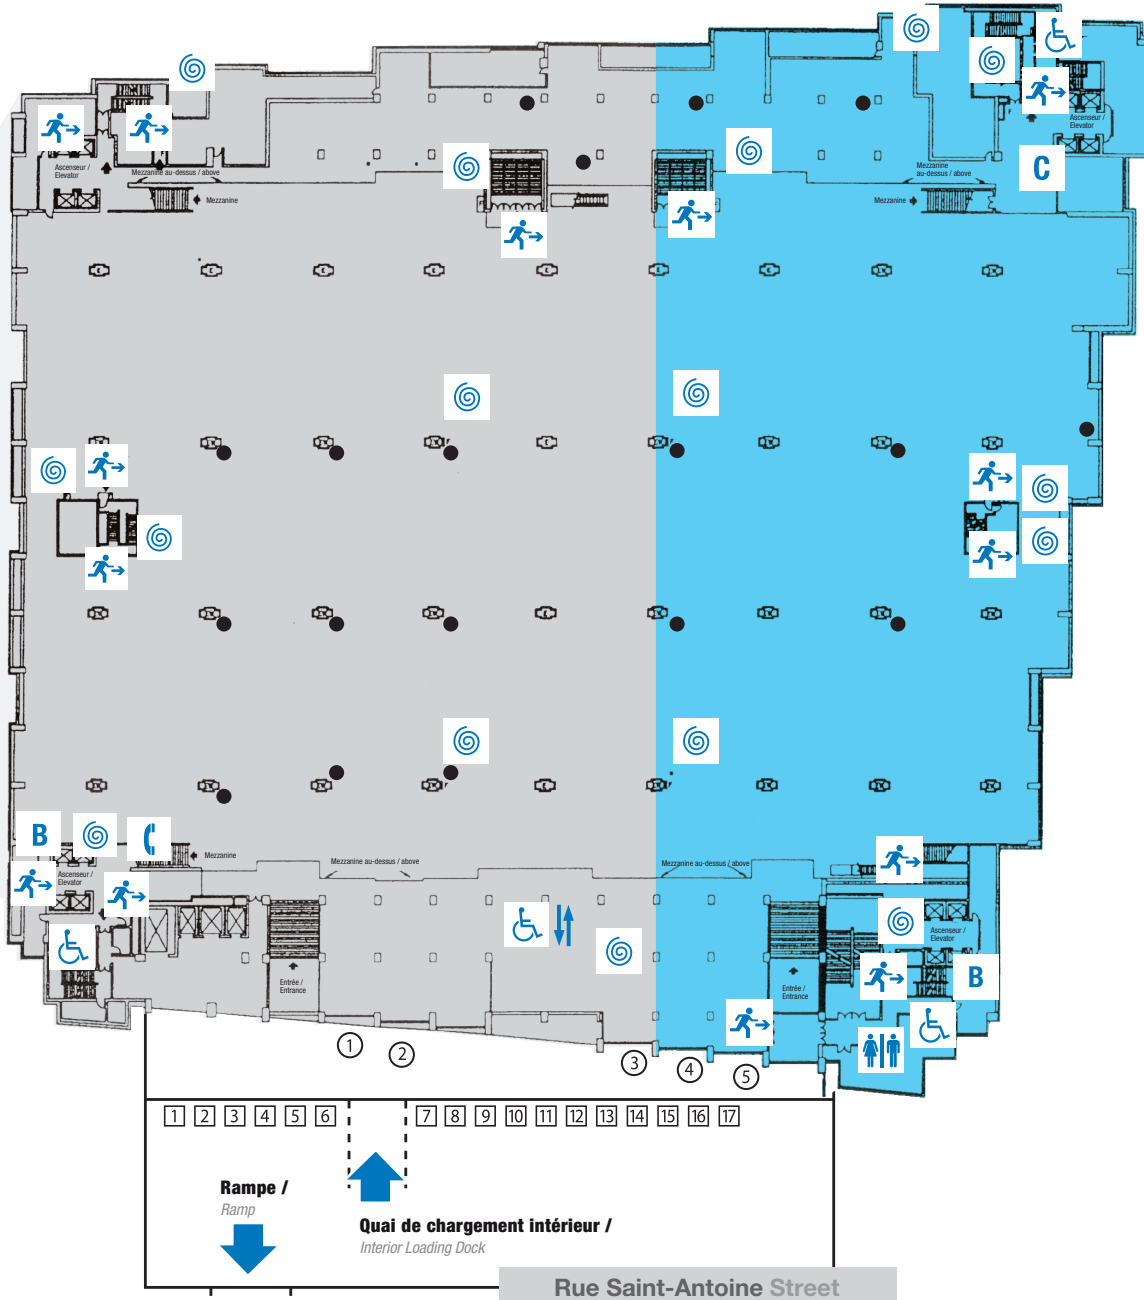 Ascenseur /
Elevator
C
Ascenseur /
Elevator
Mezzanine au-dessus / above
Mezzanine
au-dessus / above
Mezzanine
Mezzanine
B
Mezzanine
Mezzanine au-dessus / above
Mezzanine au-dessus / above
Ascenseur /
Elevator
Ascenseur /
Elevator
B
Entrée /
Entrance
Entrée /
Entrance
1
2
3
4
5
1 2 3 4 5 6 7 8 9 10 11 12 13 14 15 16 17
Rampe /
Ramp
Quai de chargement intérieur /
Interior Loading Dock
Rue Saint-Antoine Street